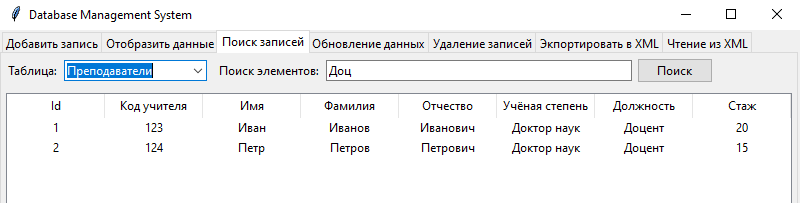 Database Management System
Добавить запись Отобразить данные Поиск записей Обновление данных Удаление записей Экпортировать в XML Чтение из XML
Таблица: Преподаватели Поиск элементов: Доц Поиск
Id Код учителя Имя Фамилия Отчество Учёная степень Должность Стаж
1 123 Иван Иванов Иванович Доктор наук Доцент 20
2 124 Петр Петров Петрович Доктор наук Доцент 15